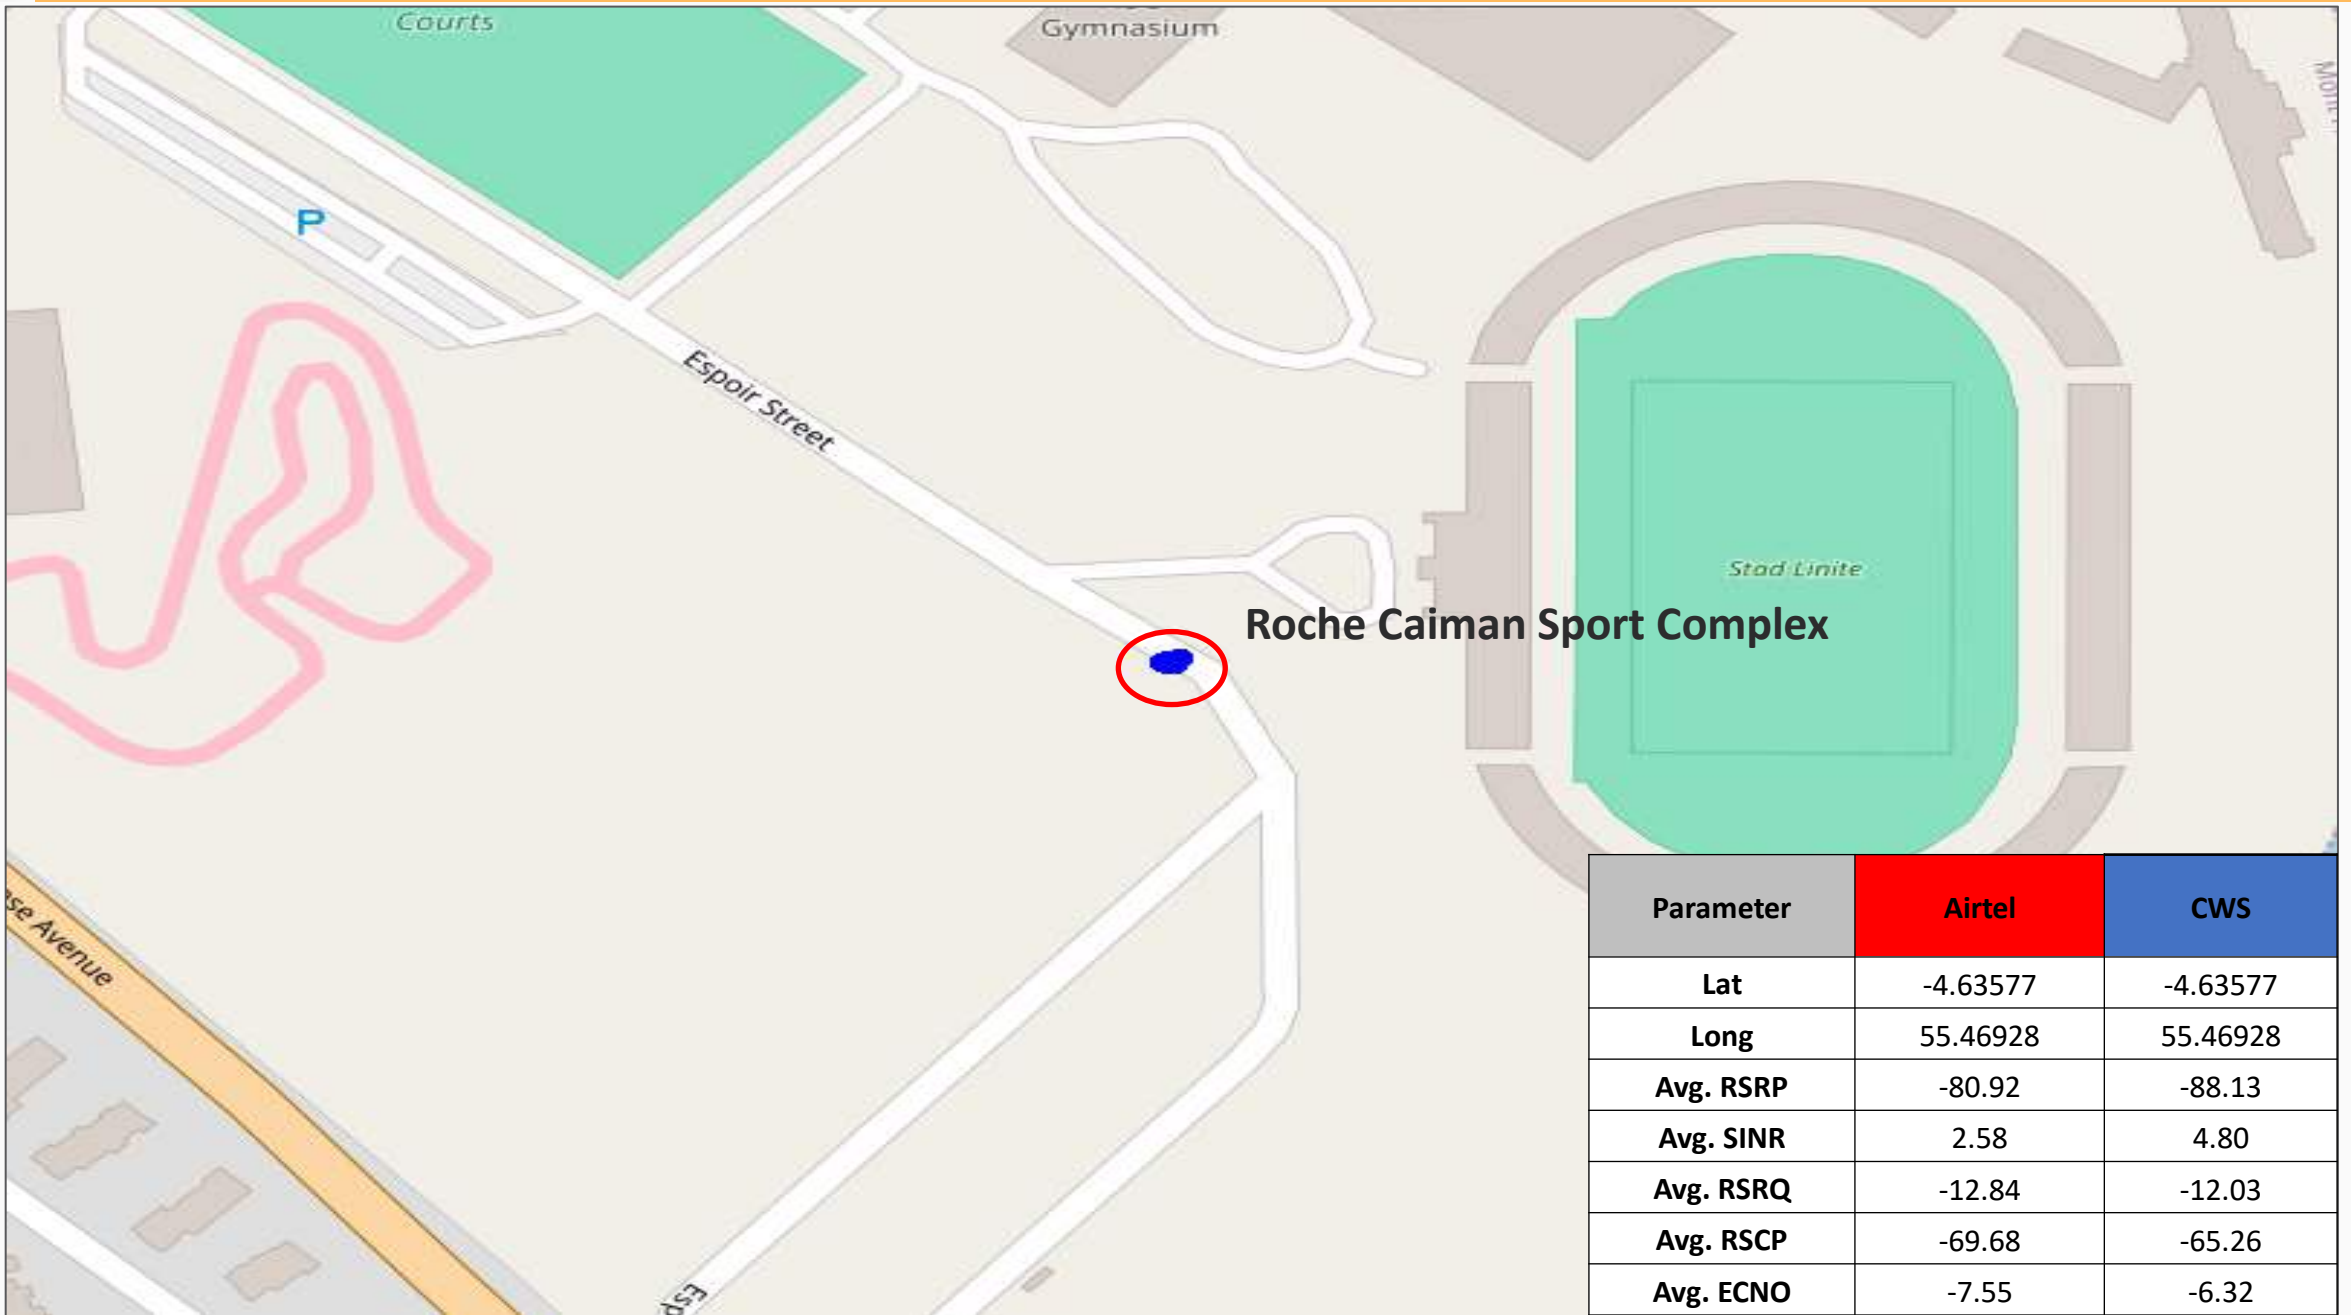 Courts
Gymnasium
P
Espoir Street
Stad Linite
Roche Caiman Sport Complex
Avenue
Parameter Airtel CWS
Lat -4.63577 -4.63577
Long 55.46928 55.46928
Avg. RSRP -80.92 -88.13
Avg. SINR 2.58 4.80
Avg. RSRQ -12.84 -12.03
Avg. RSCP -69.68 -65.26
Avg. ECNO -7.55 -6.32